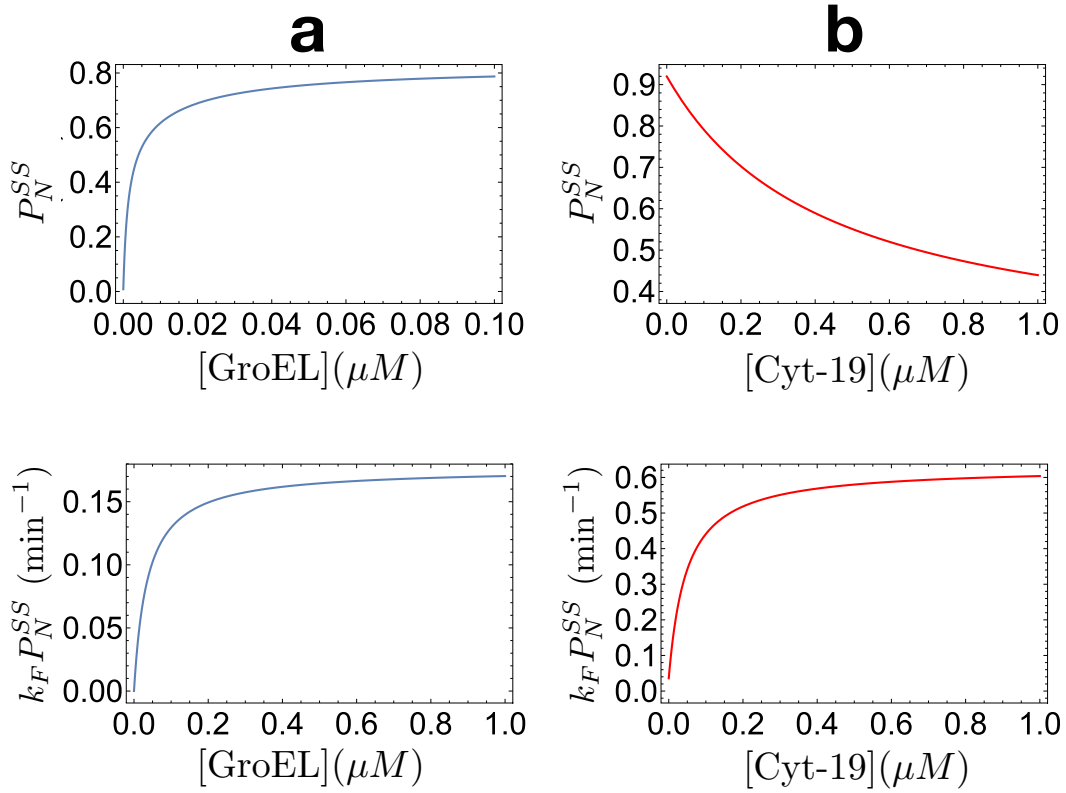 a
P_N^{SS}
0.8
0.6
0.4
0.2
0.0
0.00 0.02 0.04 0.06 0.08 0.10
[GroEL](μM)
b
P_N^{SS}
0.9
0.8
0.7
0.6
0.5
0.4
0.0 0.2 0.4 0.6 0.8 1.0
[Cyt-19](μM)
k_F P_N^{SS} (min^{−1})
0.15
0.10
0.05
0.00
0.0 0.2 0.4 0.6 0.8 1.0
[GroEL](μM)
k_F P_N^{SS} (min^{−1})
0.6
0.5
0.4
0.3
0.2
0.1
0.0
0.0 0.2 0.4 0.6 0.8 1.0
[Cyt-19](μM)